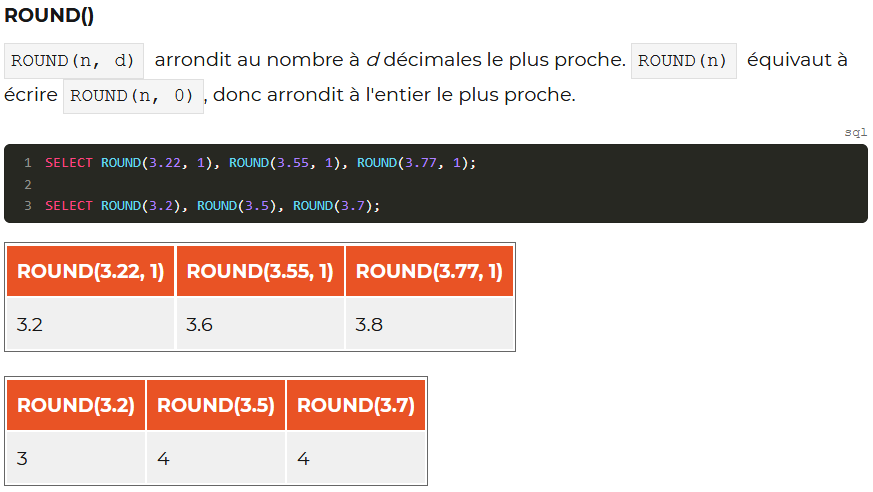 ROUND()
ROUND(n, d) arrondit au nombre à d décimales le plus proche. ROUND(n) équivaut à
écrire ROUND(n, 0), donc arrondit à l'entier le plus proche.
sql
1 SELECT ROUND(3.22, 1), ROUND(3.55, 1), ROUND(3.77, 1);
2
3 SELECT ROUND(3.2), ROUND(3.5), ROUND(3.7);
ROUND(3.22, 1) ROUND(3.55, 1) ROUND(3.77, 1)
3.2 3.6 3.8
ROUND(3.2) ROUND(3.5) ROUND(3.7)
3 4 4